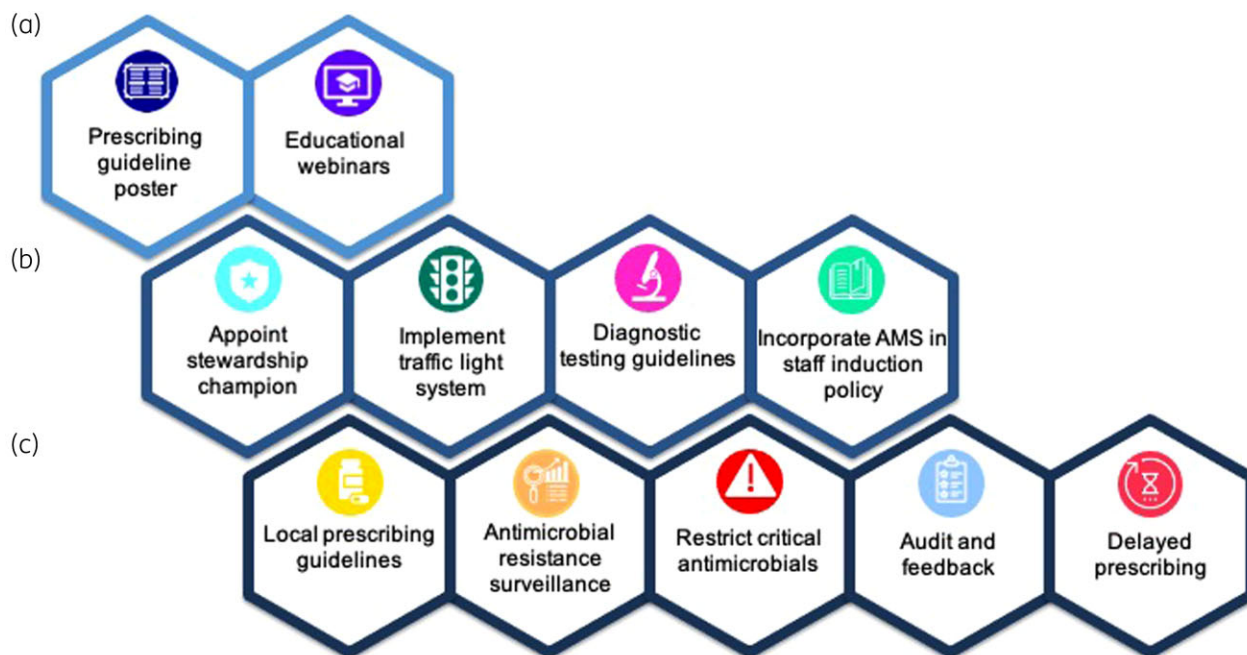 (a)
Prescribing
guideline
poster
Educational
webinars
(b)
Appoint
stewardship
champion
Implement
traffic light
system
Diagnostic
testing guidelines
Incorporate AMS in
staff induction
policy
(c)
Local prescribing
guidelines
Antimicrobial
resistance
surveillance
Restrict critical
antimicrobials
Audit and
feedback
Delayed
prescribing